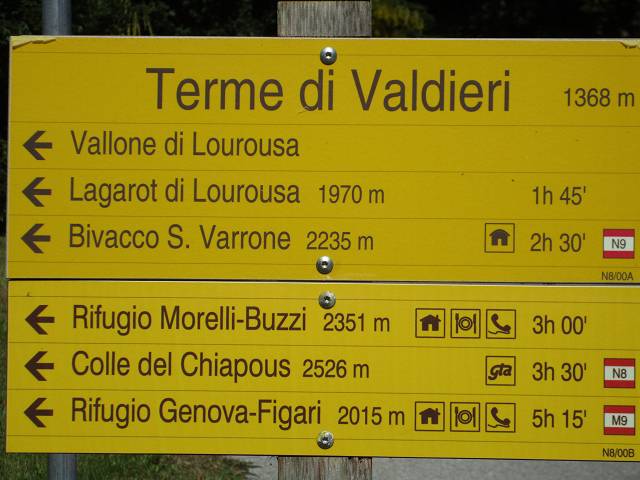 Terme di Valdieri 1368 m
Vallone di Lourousa
Lagarot di Lourousa 1970 m 1h 45'
Bivacco S. Varrone 2235 m 2h 30' N9
N8/00A
Rifugio Morelli-Buzzi 2351 m 3h 00'
Colle del Chiapous 2526 m gta 3h 30' N8
Rifugio Genova-Figari 2015 m 5h 15' M9
N8/00B